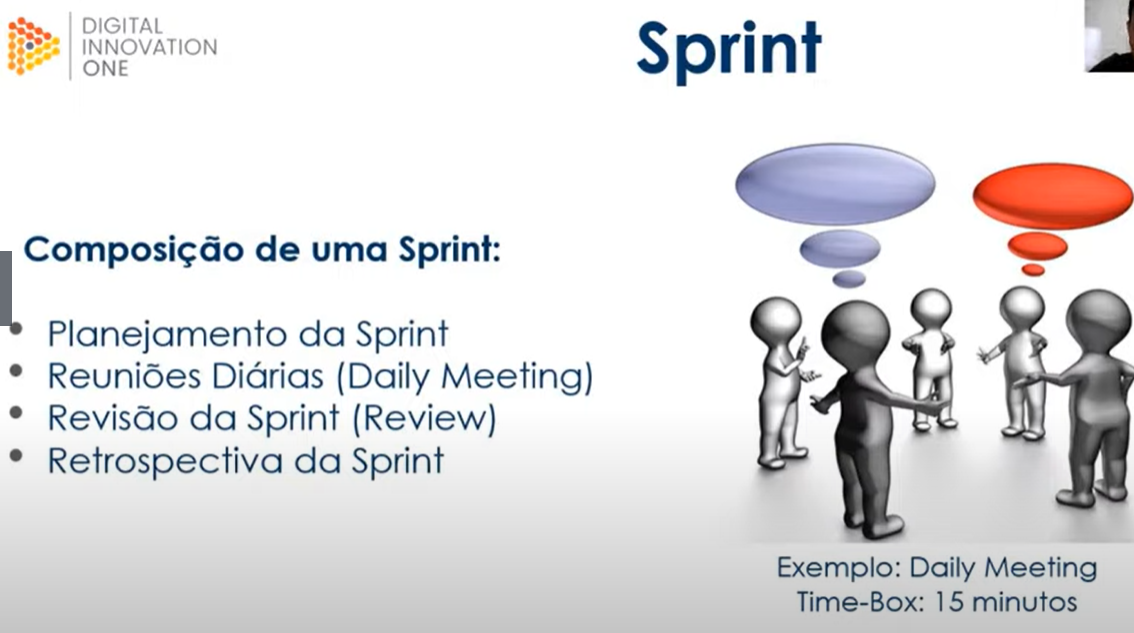 DIGITAL
INNOVATION
ONE
Sprint
Composição de uma Sprint:
• Planejamento da Sprint
• Reuniões Diárias (Daily Meeting)
• Revisão da Sprint (Review)
• Retrospectiva da Sprint
Exemplo: Daily Meeting
Time-Box: 15 minutos